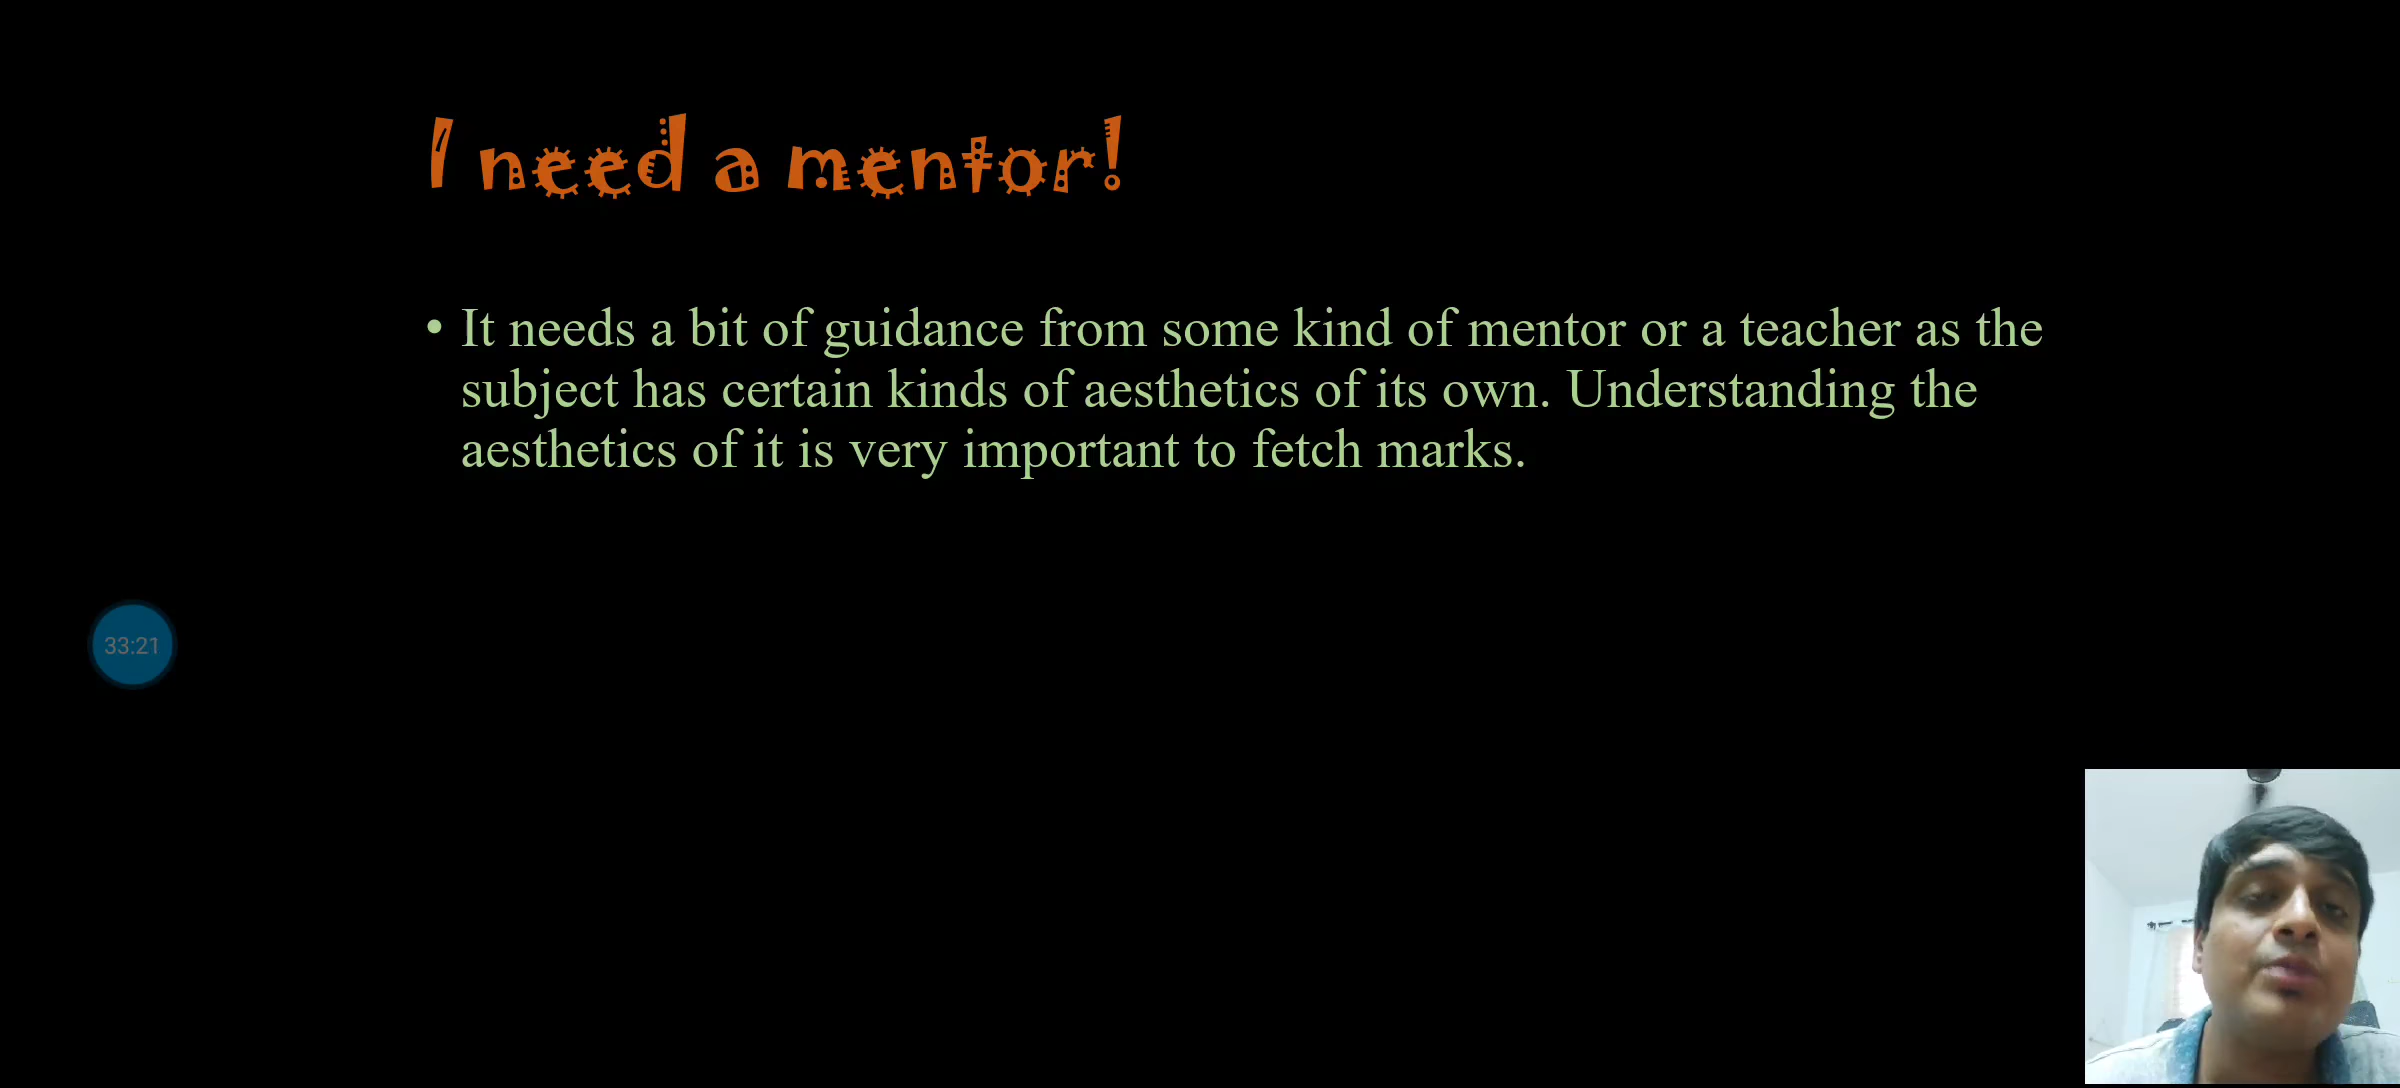 I need a mentor!
• It needs a bit of guidance from some kind of mentor or a teacher as the
subject has certain kinds of aesthetics of its own. Understanding the
aesthetics of it is very important to fetch marks.
33:21